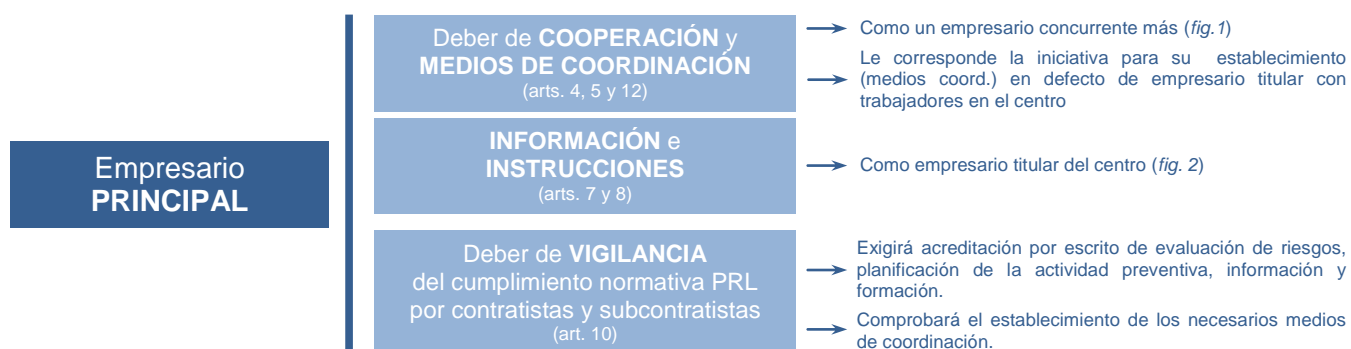 Empresario
PRINCIPAL
Deber de COOPERACIÓN y
MEDIOS DE COORDINACIÓN
(arts. 4, 5 y 12)
Como un empresario concurrente más (fig.1)
Le corresponde la iniciativa para su establecimiento
(medios coord.) en defecto de empresario titular con
trabajadores en el centro
INFORMACIÓN e
INSTRUCCIONES
(arts. 7 y 8)
Como empresario titular del centro (fig. 2)
Deber de VIGILANCIA
del cumplimiento normativa PRL
por contratistas y subcontratistas
(art. 10)
Exigirá acreditación por escrito de evaluación de riesgos,
planificación de la actividad preventiva, información y
formación.
Comprobará el establecimiento de los necesarios medios
de coordinación.